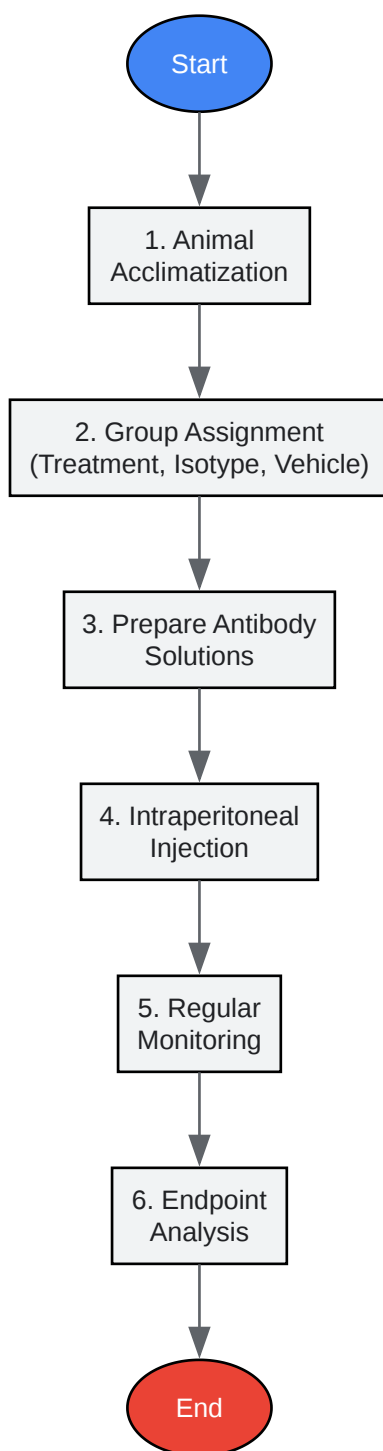 Start
1. Animal
Acclimatization
2. Group Assignment
(Treatment, Isotype, Vehicle)
3. Prepare Antibody
Solutions
4. Intraperitoneal
Injection
5. Regular
Monitoring
6. Endpoint
Analysis
End